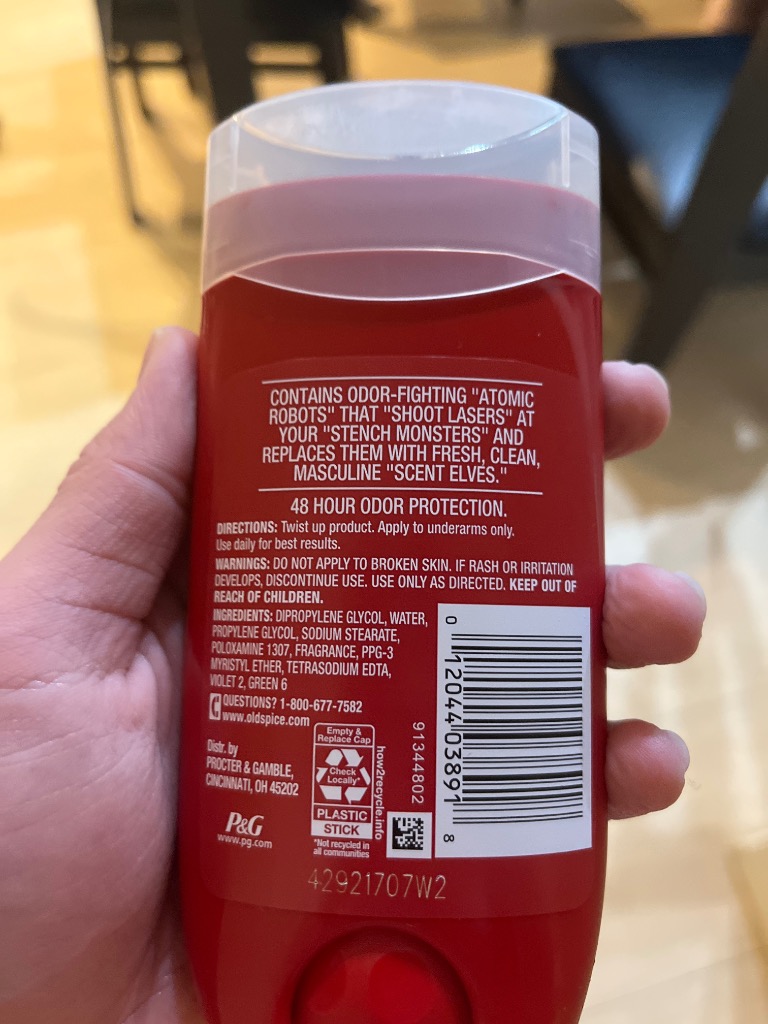 CONTAINS ODOR-FIGHTING "ATOMIC
ROBOTS" THAT "SHOOT LASERS" AT
YOUR "STENCH MONSTERS" AND
REPLACES THEM WITH FRESH, CLEAN,
MASCULINE "SCENT ELVES."
48 HOUR ODOR PROTECTION.
DIRECTIONS: Twist up product. Apply to underarms only.
Use daily for best results.
WARNINGS: DO NOT APPLY TO BROKEN SKIN. IF RASH OR IRRITATION
DEVELOPS, DISCONTINUE USE. USE ONLY AS DIRECTED. KEEP OUT OF
REACH OF CHILDREN.
INGREDIENTS: DIPROPYLENE GLYCOL, WATER,
PROPYLENE GLYCOL, SODIUM STEARATE,
POLOXAMINE 1307, FRAGRANCE, PPG-3
MYRISTYL ETHER, TETRASODIUM EDTA,
VIOLET 2, GREEN 6
QUESTIONS? 1-800-677-7582
www.oldspice.com
Distr. by
PROCTER & GAMBLE,
CINCINNATI, OH 45202
P&G
www.pg.com
Empty &
Replace Cap
Check
Locally*
PLASTIC
STICK
*Not recycled in
all communities
how2recycle.info
91344802
0 12044 03891 8
42921707W2